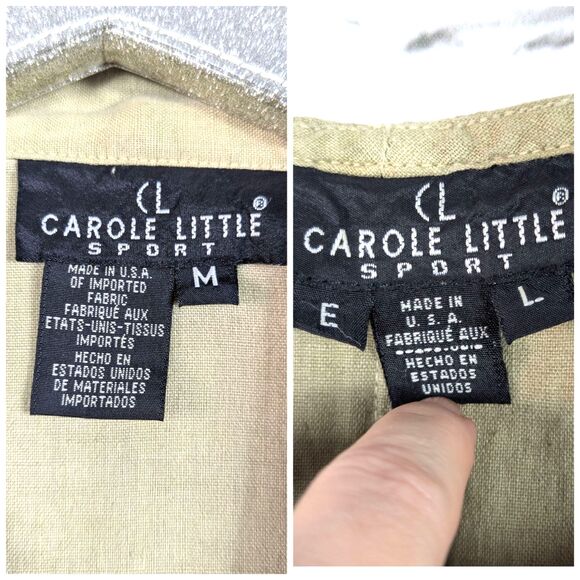 CL
CAROLE LITTLE ®
SPORT
M
MADE IN U.S.A.
OF IMPORTED
FABRIC
FABRIQUÉ AUX
ETATS-UNIS-TISSUS
IMPORTÉS
HECHO EN
ESTADOS UNIDOS
DE MATERIALES
IMPORTADOS
CL
CAROLE LITTLE ®
SPORT
E
L
MADE IN
U. S. A.
FABRIQUÉ AUX
HECHO EN
ESTADOS
UNIDOS